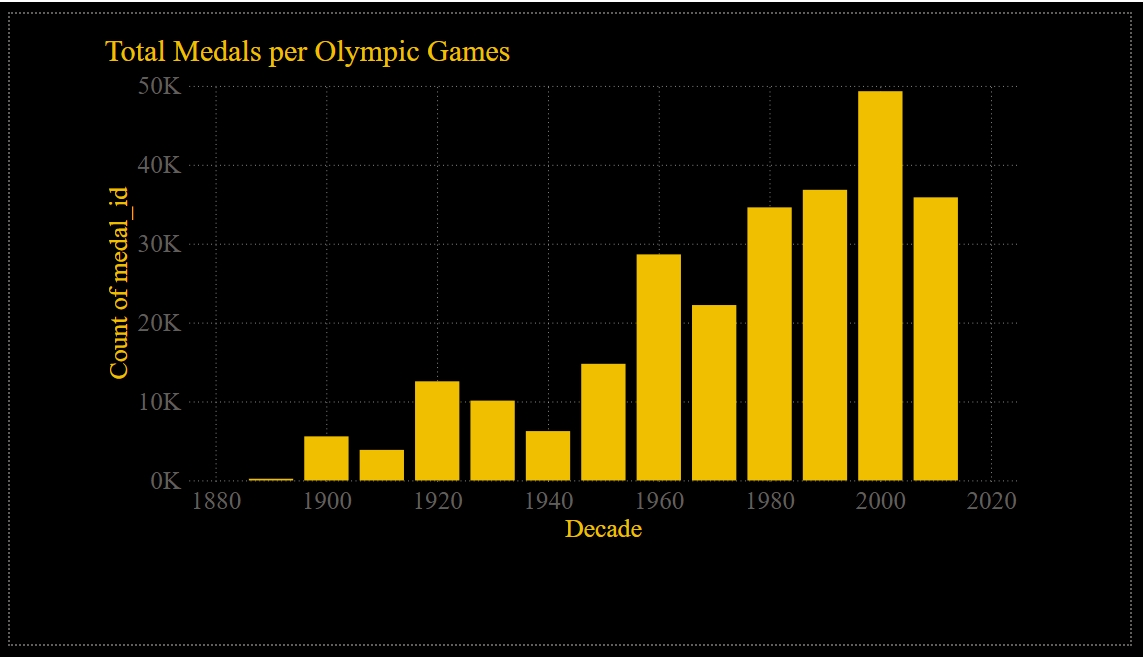 Total Medals per Olympic Games
50K
40K
30K
20K
10K
0K
Count of medal_id
1880 1900 1920 1940 1960 1980 2000 2020
Decade